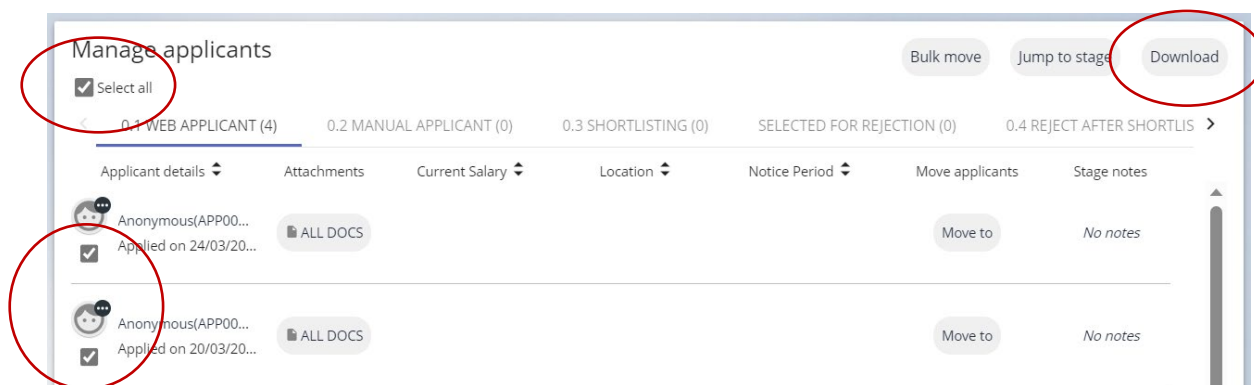 Manage applicants
Bulk move Jump to stage Download
Select all
0.1 WEB APPLICANT (4) 0.2 MANUAL APPLICANT (0) 0.3 SHORTLISTING (0) SELECTED FOR REJECTION (0) 0.4 REJECT AFTER SHORTLIS
Applicant details Attachments Current Salary Location Notice Period Move applicants Stage notes
Anonymous(APP00...
Applied on 24/03/20...
ALL DOCS Move to No notes
Anonymous(APP00...
Applied on 20/03/20...
ALL DOCS Move to No notes